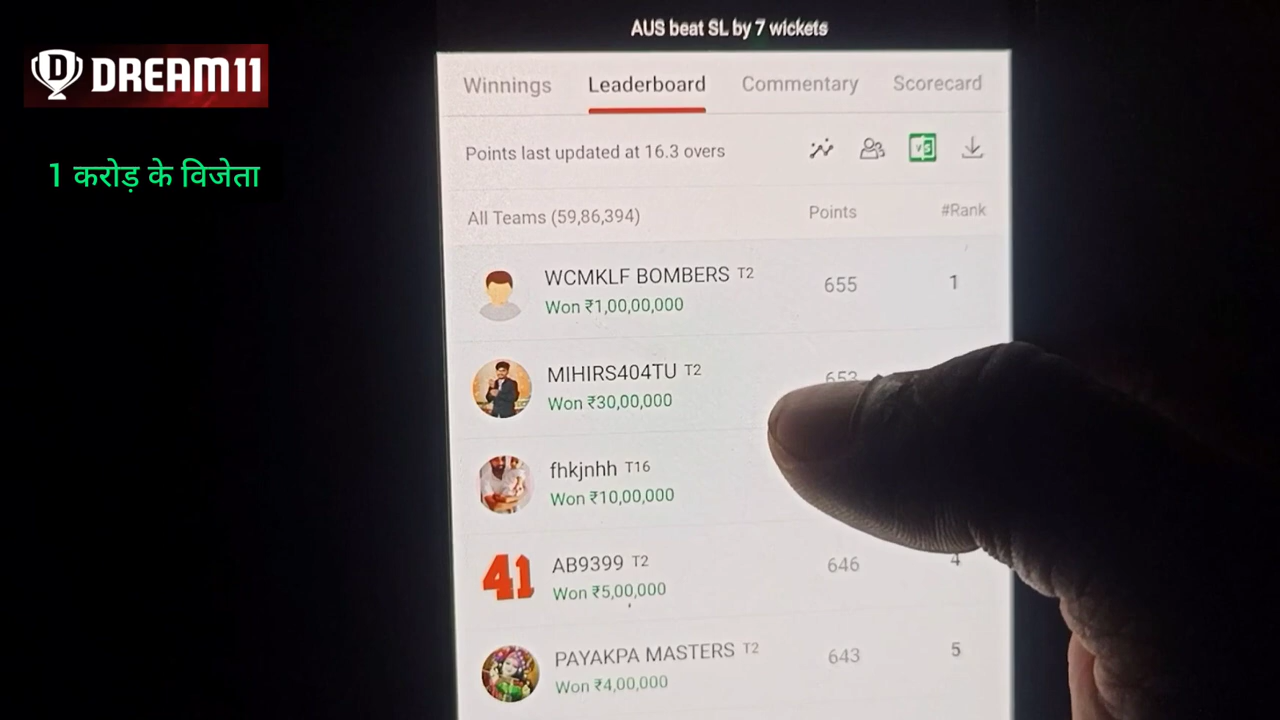 AUS beat SL by 7 wickets
DREAM11
1 करोड़ के विजेता
Winnings Leaderboard Commentary Scorecard
Points last updated at 16.3 overs
VS
All Teams (59,86,394) Points #Rank
WCMKLF BOMBERS T2 655 1
Won ₹1,00,00,000
MIHIRS404TU T2 653
Won ₹30,00,000
fhkjnhh T16
Won ₹10,00,000
41
AB9399 T2 646 4
Won ₹5,00,000
PAYAKPA MASTERS T2 643 5
Won ₹4,00,000